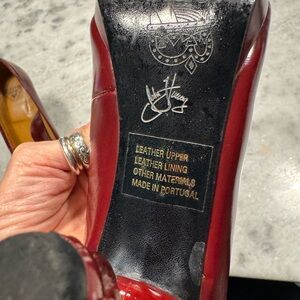 LEATHER UPPER
LEATHER LINING
OTHER MATERIALS
MADE IN PORTUGAL